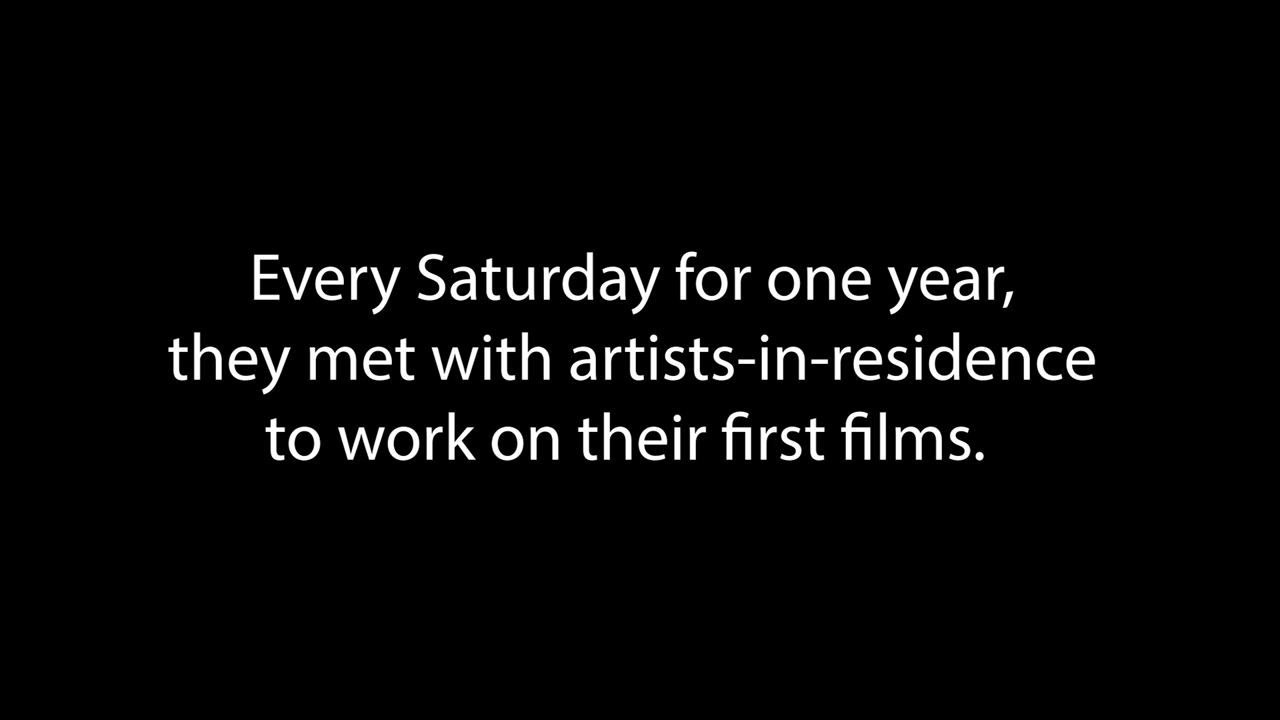 Every Saturday for one year,
they met with artists-in-residence
to work on their first films.